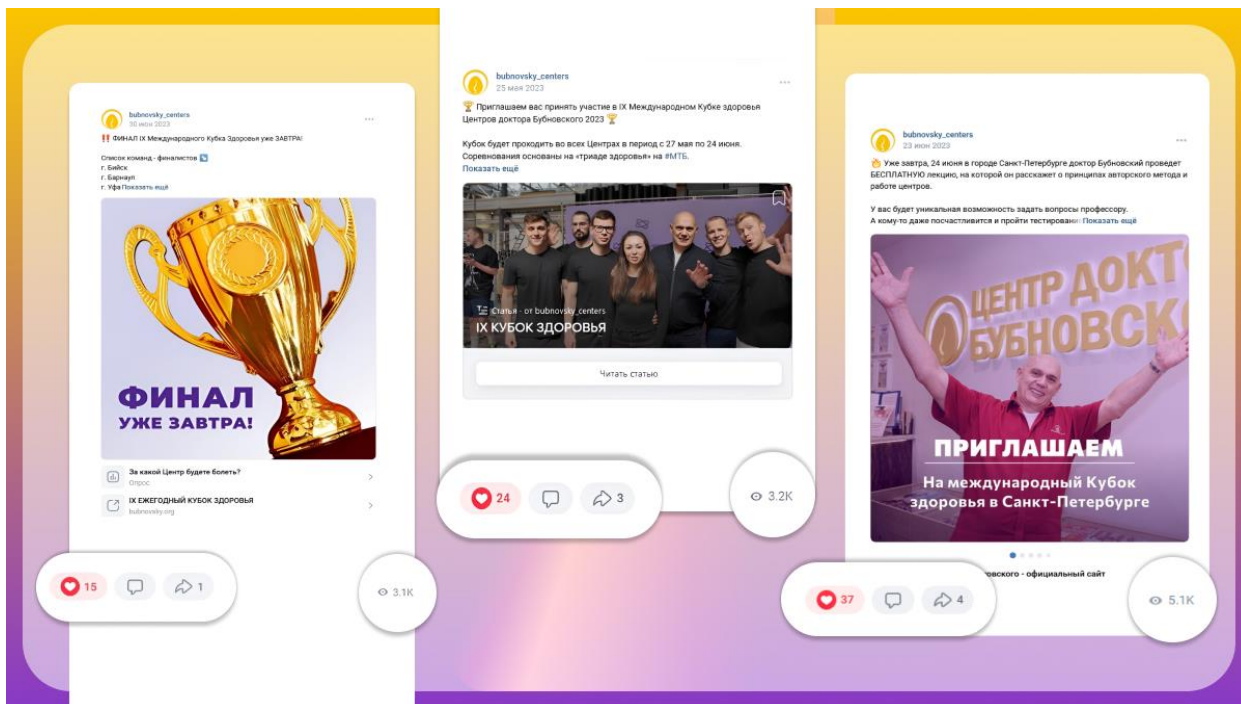 bubnovsky_centers
30 июн 2023
‼ ФИНАЛ IX Международного Кубка Здоровья уже ЗАВТРА!
Список команд - финалистов ⤵
г. Бийск
г. Барнаул
г. Уфа Показать ещё
ФИНАЛ
УЖЕ ЗАВТРА!
За какой Центр будете болеть?
Опрос
IX ЕЖЕГОДНЫЙ КУБОК ЗДОРОВЬЯ
bubnovsky.org
15
1
3.1K
bubnovsky_centers
25 мая 2023
🏆 Приглашаем вас принять участие в IX Международном Кубке здоровья
Центров доктора Бубновского 2023 🏆
Кубок будет проходить во всех Центрах в период с 27 мая по 24 июня.
Соревнования основаны на «триаде здоровья» на #МТБ.
Показать ещё
Статья · от bubnovsky_centers
IX КУБОК ЗДОРОВЬЯ
Читать статью
24
3
3.2K
bubnovsky_centers
23 июн 2023
👌 Уже завтра, 24 июня в городе Санкт-Петербурге доктор Бубновский проведет
БЕСПЛАТНУЮ лекцию, на которой он расскажет о принципах авторского метода и
работе центров.
У вас будет уникальная возможность задать вопросы профессору.
А кому-то даже посчастливится и пройти тестировани Показать ещё
ЦЕНТР ДОКТ
БУБНОВСК
ПРИГЛАШАЕМ
На международный Кубок
здоровья в Санкт-Петербурге
овского - официальный сайт
37
4
5.1K